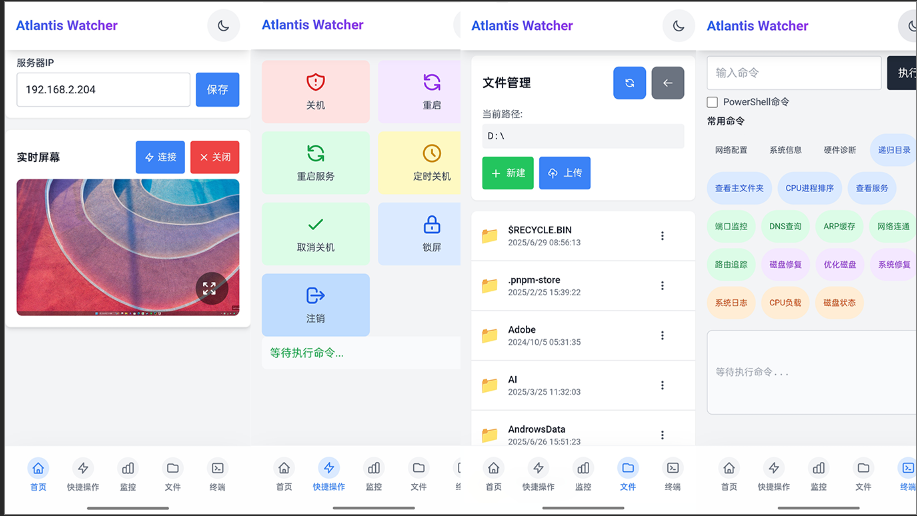 Atlantis Watcher
服务器IP
192.168.2.204
保存
实时屏幕
连接
关闭
首页
快捷操作
监控
文件
终端
Atlantis Watcher
关机
重启
重启服务
定时关机
取消关机
锁屏
注销
等待执行命令...
首页
快捷操作
监控
文件
Atlantis Watcher
文件管理
当前路径:
D:\
新建
上传
$RECYCLE.BIN
2025/6/29 08:56:13
.pnpm-store
2025/2/25 15:39:22
Adobe
2024/10/5 05:31:35
AI
2025/3/25 11:32:03
AndrowsData
2025/6/26 15:51:23
首页
快捷操作
监控
文件
终端
Atlantis Watcher
输入命令
执行
PowerShell命令
常用命令
网络配置 系统信息 硬件诊断 递归目录
查看主文件夹 CPU进程排序 查看服务
端口监控 DNS查询 ARP缓存 网络连通
路由追踪 磁盘修复 优化磁盘 系统修复
系统日志 CPU负载 磁盘状态
等待执行命令...
首页
快捷操作
监控
文件
终端